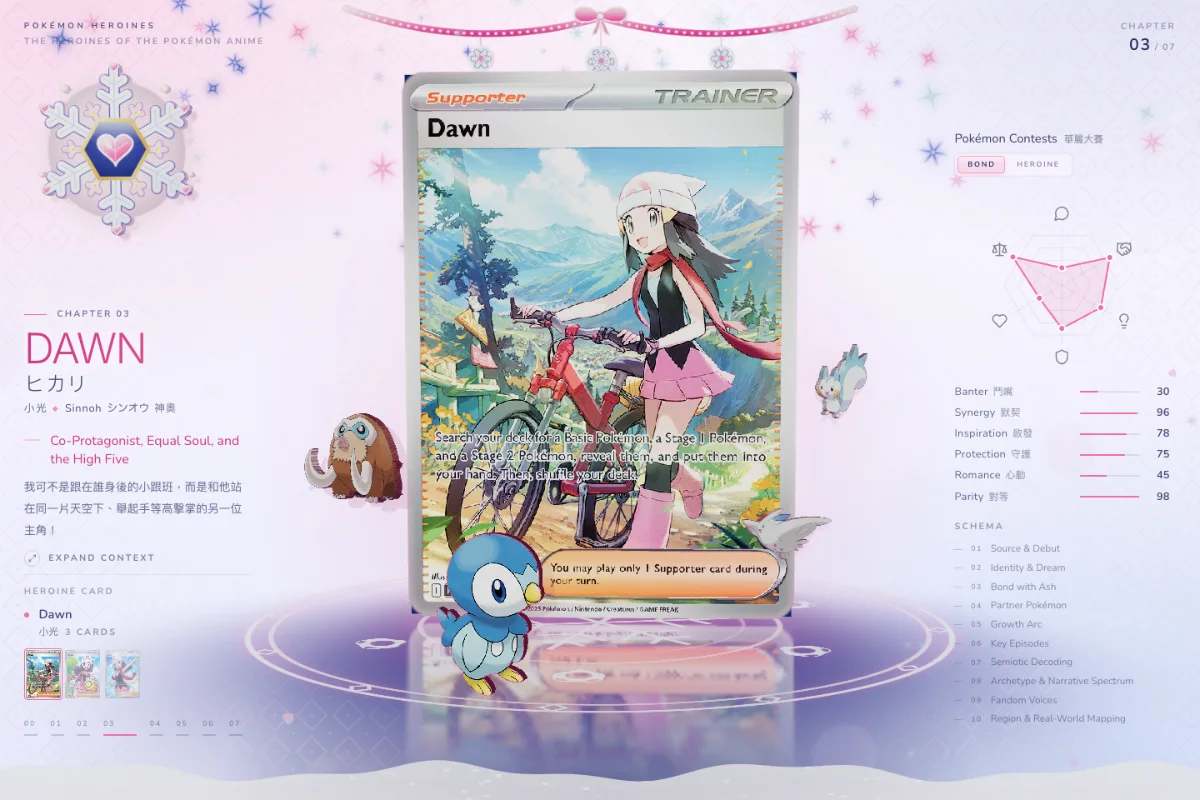 POKÉMON HEROINES
THE HEROINES OF THE POKÉMON ANIME
CHAPTER
03 / 07
Supporter
TRAINER
Dawn
Search your deck for a Basic Pokémon, a Stage 1 Pokémon,
and a Stage 2 Pokémon, reveal them, and put them into
your hand. Then, shuffle your deck.
You may play only 1 Supporter card during
your turn.
Pokémon / Nintendo / Creatures / GAME FREAK
CHAPTER 03
DAWN
ヒカリ
小光 Sinnoh シンオウ 神奧
Co-Protagonist, Equal Soul, and
the High Five
我可不是跟在誰身後的小跟班，而是和他站
在同一片天空下、舉起手等高擊掌的另一位
主角！
EXPAND CONTEXT
HEROINE CARD
Dawn
小光 3 CARDS
00 01 02 03 04 05 06 07
Pokémon Contests 華麗大賽
BOND HEROINE
Banter 鬥嘴 30
Synergy 默契 96
Inspiration 啟發 78
Protection 守護 75
Romance 心動 45
Parity 對等 98
SCHEMA
01 Source & Debut
02 Identity & Dream
03 Bond with Ash
04 Partner Pokémon
05 Growth Arc
06 Key Episodes
07 Semiotic Decoding
08 Archetype & Narrative Spectrum
09 Fandom Voices
10 Region & Real-World Mapping